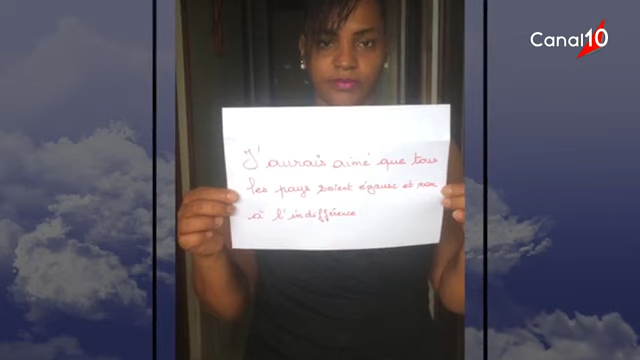 Canal10
J'aurais aimé que tous
les pays soient égaux et non
à l'indifférence